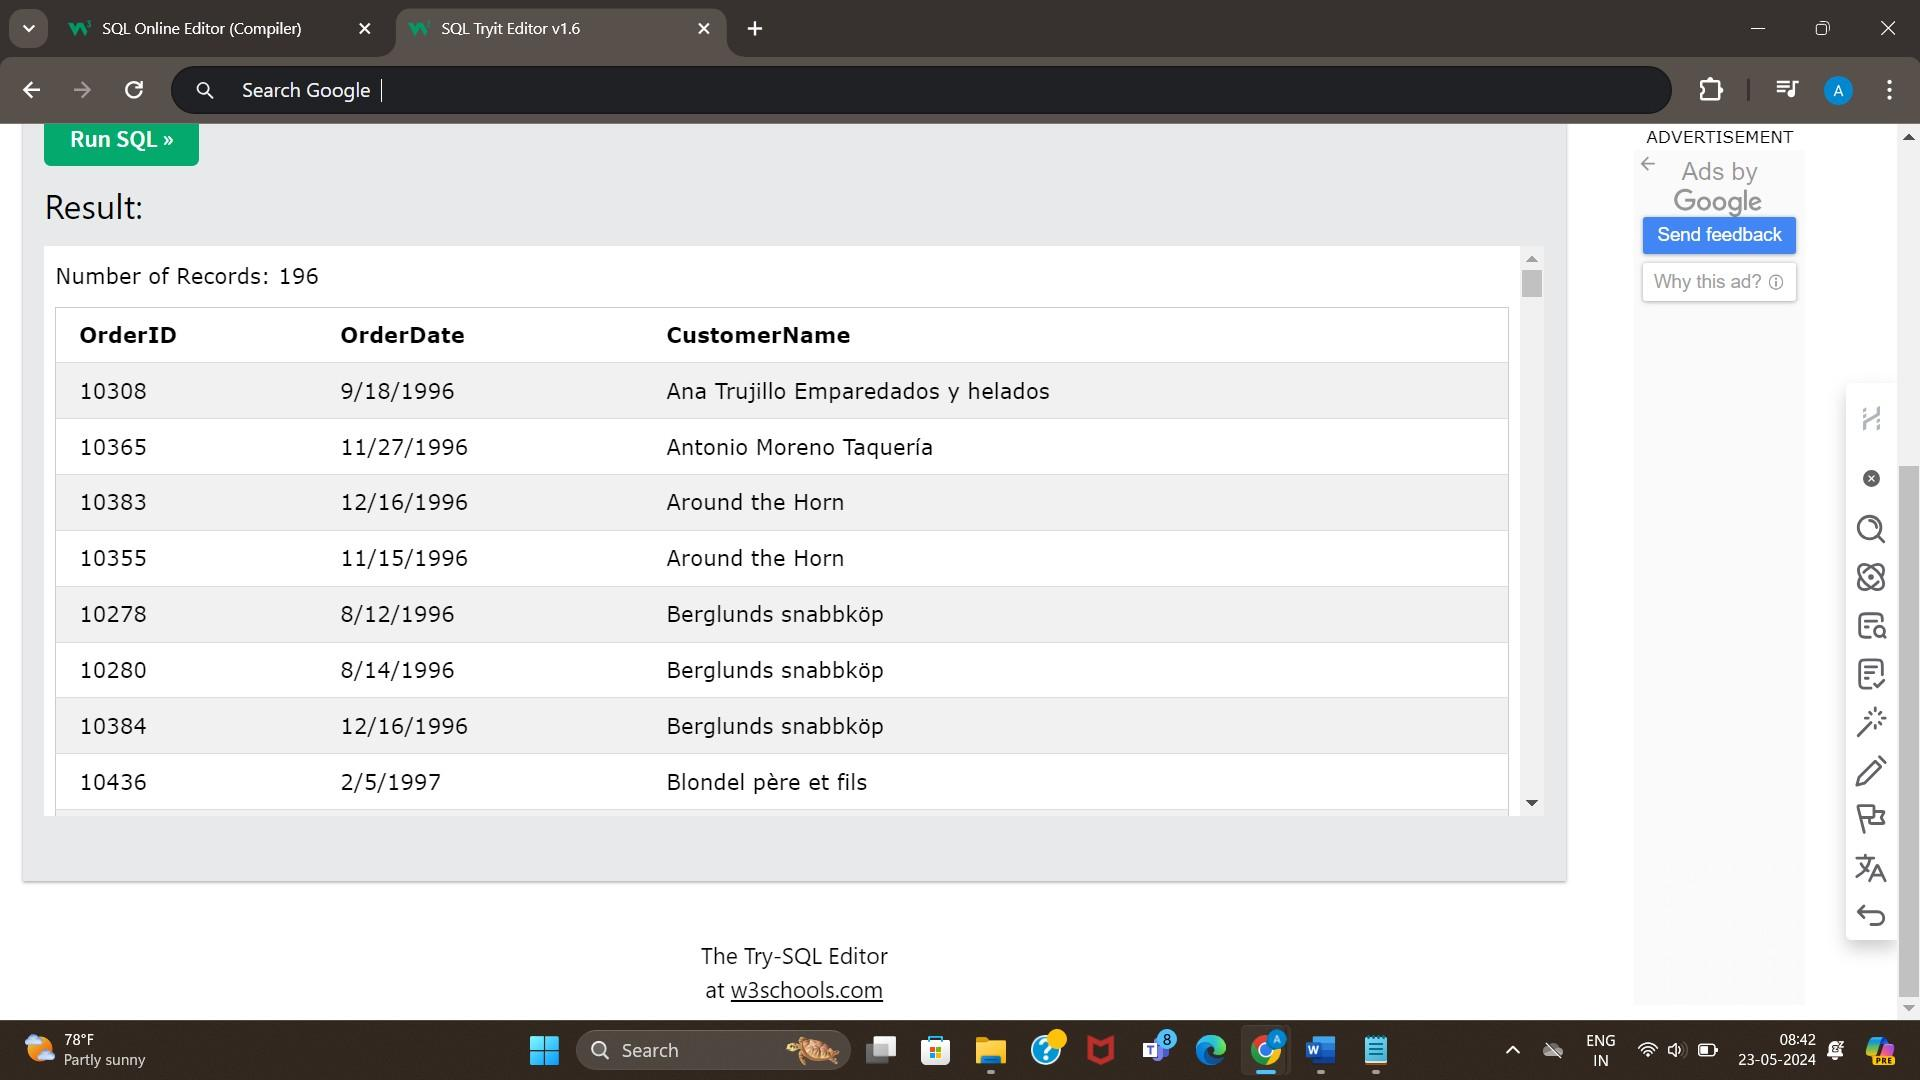 SQL Online Editor (Compiler)
SQL Tryit Editor v1.6
Search Google
A
Run SQL »
Result:
Number of Records: 196
OrderID OrderDate CustomerName
10308 9/18/1996 Ana Trujillo Emparedados y helados
10365 11/27/1996 Antonio Moreno Taquería
10383 12/16/1996 Around the Horn
10355 11/15/1996 Around the Horn
10278 8/12/1996 Berglunds snabbköp
10280 8/14/1996 Berglunds snabbköp
10384 12/16/1996 Berglunds snabbköp
10436 2/5/1997 Blondel père et fils
The Try-SQL Editor
at w3schools.com
ADVERTISEMENT
Ads by
Google
Send feedback
Why this ad?
78°F
Partly sunny
Search
8
A
W
ENG
IN
08:42
23-05-2024
PRE